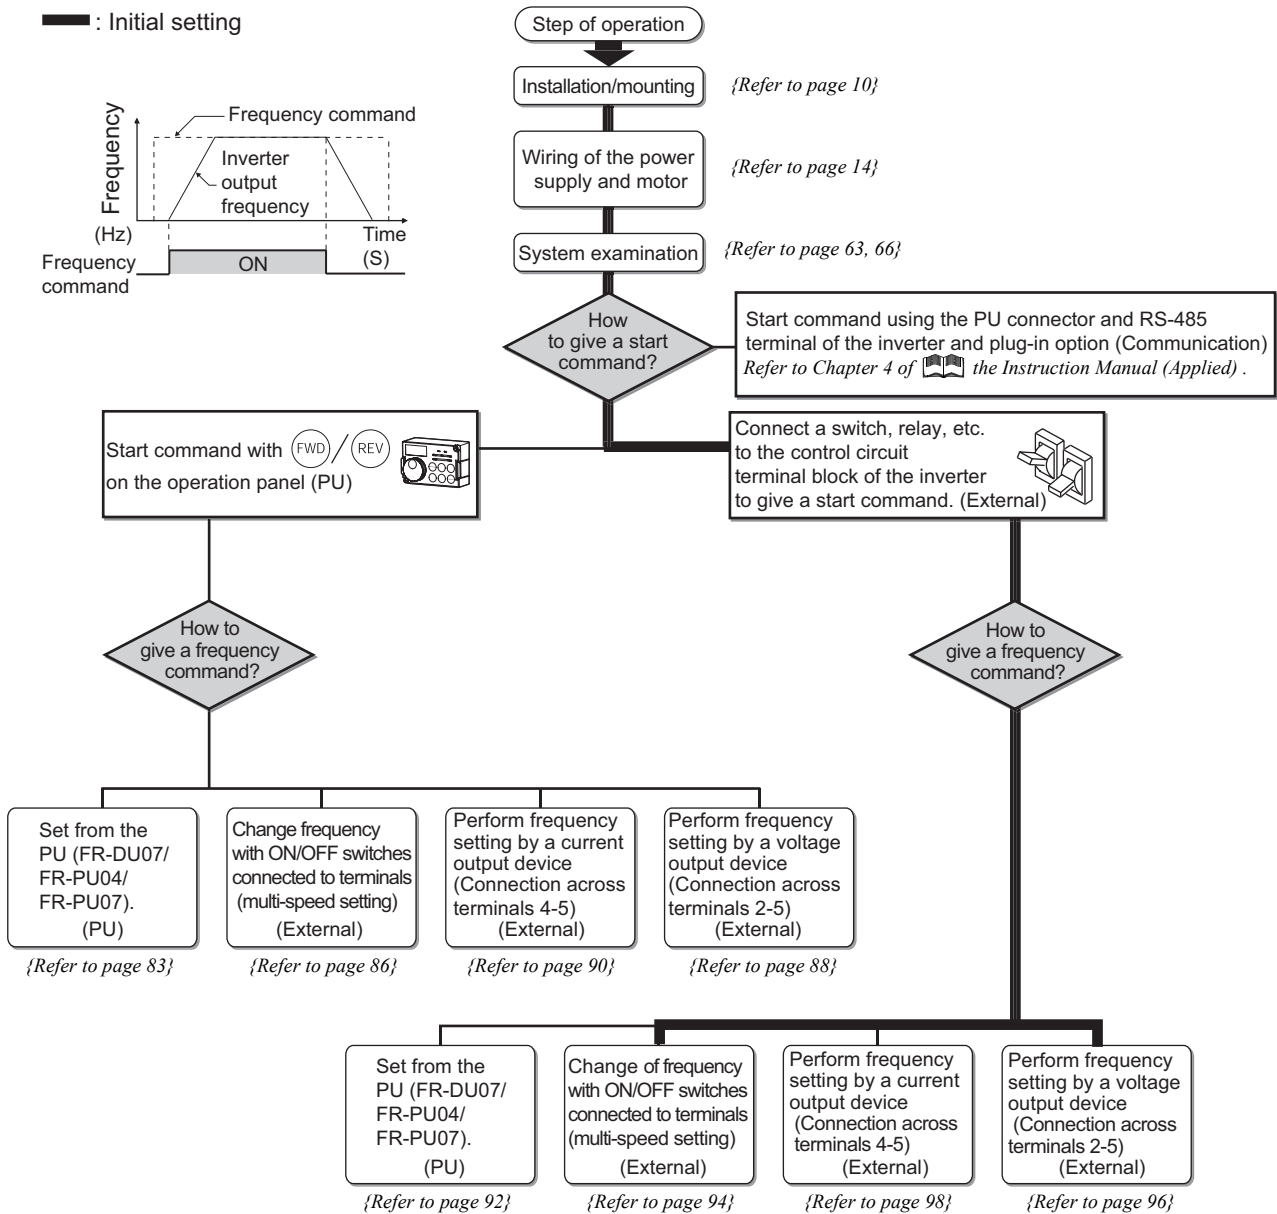 : Initial setting
Step of operation
Installation/mounting
{Refer to page 10}
Frequency command
Frequency
Inverter
output
frequency
(Hz)
Time
(S)
Frequency
command
ON
Wiring of the power
supply and motor
{Refer to page 14}
System examination
{Refer to page 63, 66}
How
to give a start
command?
Start command using the PU connector and RS-485
terminal of the inverter and plug-in option (Communication)
Refer to Chapter 4 of the Instruction Manual (Applied) .
Start command with FWD / REV
on the operation panel (PU)
Connect a switch, relay, etc.
to the control circuit
terminal block of the inverter
to give a start command. (External)
How to
give a frequency
command?
How to
give a frequency
command?
Set from the
PU (FR-DU07/
FR-PU04/
FR-PU07).
(PU)
{Refer to page 83}
Change frequency
with ON/OFF switches
connected to terminals
(multi-speed setting)
(External)
{Refer to page 86}
Perform frequency
setting by a current
output device
(Connection across
terminals 4-5)
(External)
{Refer to page 90}
Perform frequency
setting by a voltage
output device
(Connection across
terminals 2-5)
(External)
{Refer to page 88}
Set from the
PU (FR-DU07/
FR-PU04/
FR-PU07).
(PU)
{Refer to page 92}
Change of frequency
with ON/OFF switches
connected to terminals
(multi-speed setting)
(External)
{Refer to page 94}
Perform frequency
setting by a current
output device
(Connection across
terminals 4-5)
(External)
{Refer to page 98}
Perform frequency
setting by a voltage
output device
(Connection across
terminals 2-5)
(External)
{Refer to page 96}